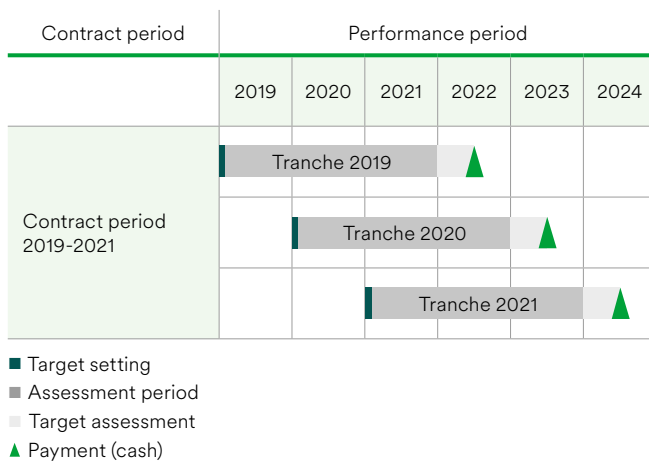 Contract period Performance period
2019 2020 2021 2022 2023 2024
Tranche 2019
Contract period
2019-2021
Tranche 2020
Tranche 2021
Target setting
Assessment period
Target assessment
Payment (cash)